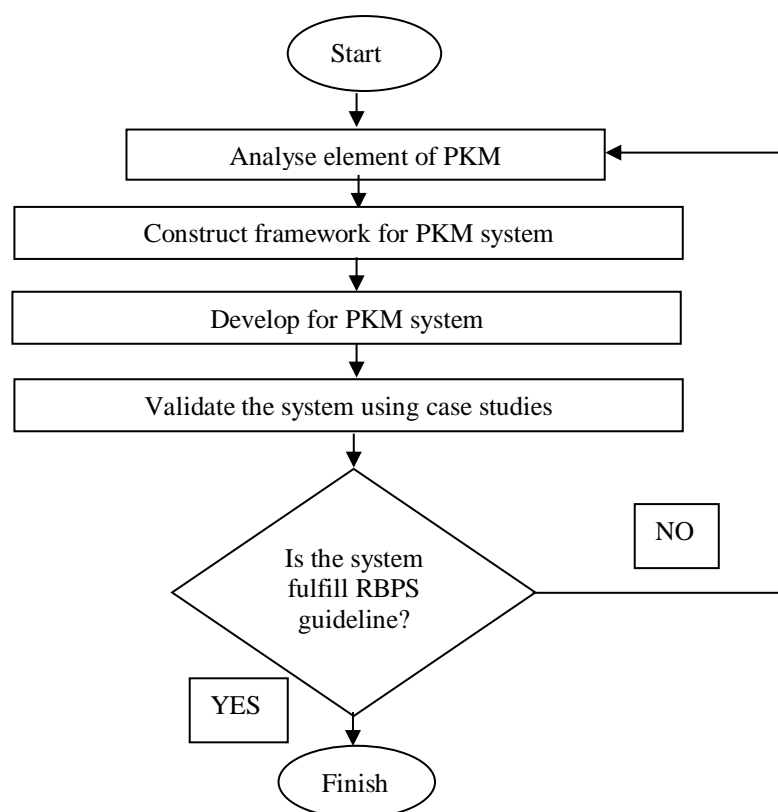 Start
Analyse element of PKM
Construct framework for PKM system
Develop for PKM system
Validate the system using case studies
Is the system
fulfill RBPS
guideline?
NO
YES
Finish